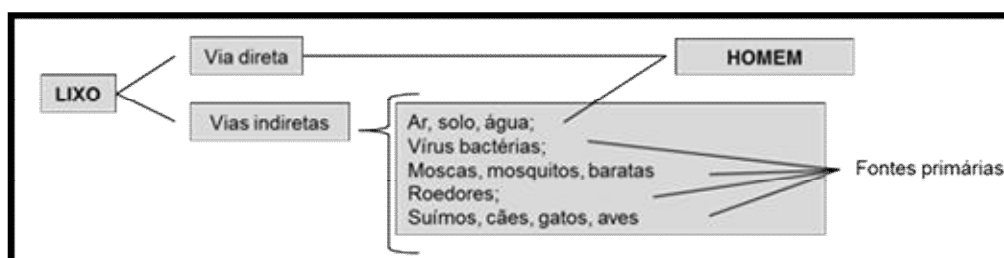 LIXO
Via direta
HOMEM
Vias indiretas
Ar, solo, água;
Vírus bactérias;
Moscas, mosquitos, baratas
Roedores;
Suímos, cães, gatos, aves
Fontes primárias